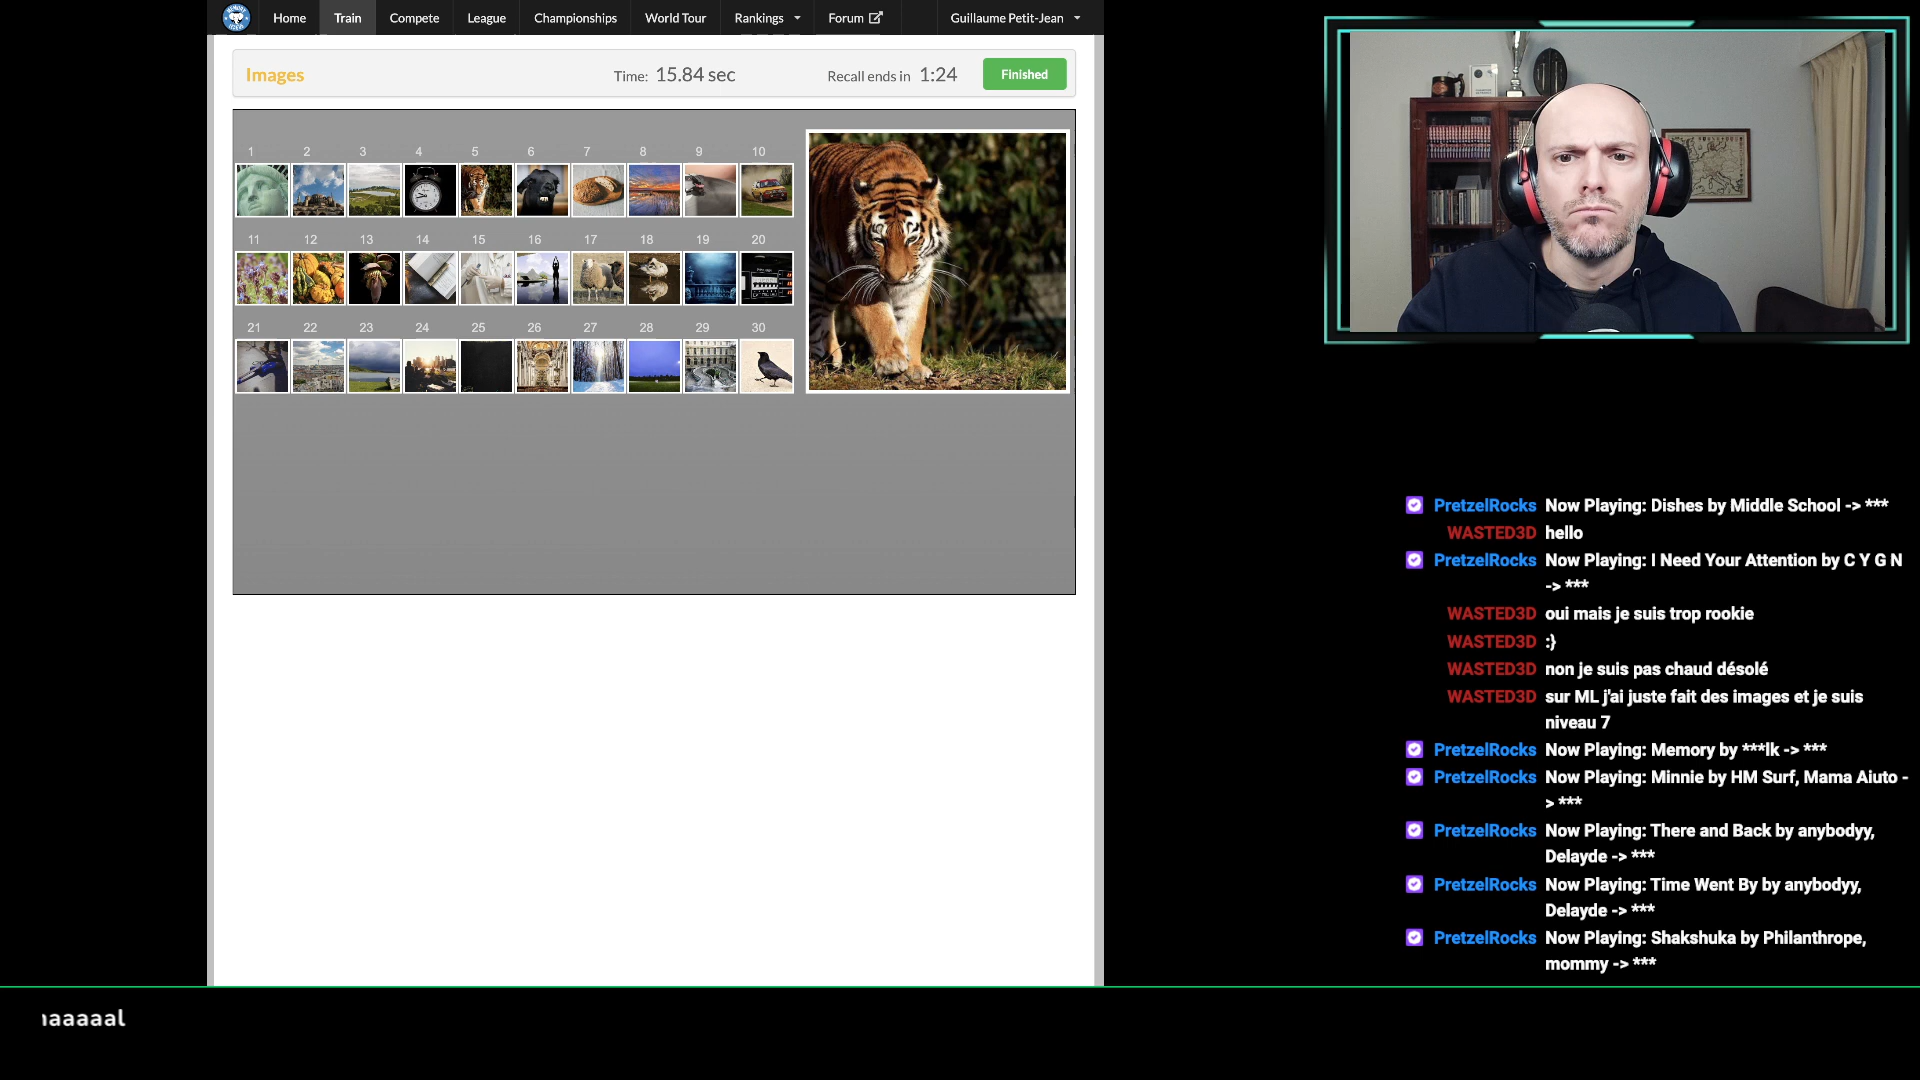 Home Train Compete League Championships World Tour Rankings Forum Guillaume Petit-Jean
Images Time: 15.84 sec Recall ends in 1:24 Finished
1 2 3 4 5 6 7 8 9 10
11 12 13 14 15 16 17 18 19 20
21 22 23 24 25 26 27 28 29 30
PretzelRocks Now Playing: Dishes by Middle School -> ***
WASTED3D hello
PretzelRocks Now Playing: I Need Your Attention by C Y G N
-> ***
WASTED3D oui mais je suis trop rookie
WASTED3D :}
WASTED3D non je suis pas chaud désolé
WASTED3D sur ML j'ai juste fait des images et je suis
niveau 7
PretzelRocks Now Playing: Memory by ***lk -> ***
PretzelRocks Now Playing: Minnie by HM Surf, Mama Aiuto -
> ***
PretzelRocks Now Playing: There and Back by anybodyy,
Delayde -> ***
PretzelRocks Now Playing: Time Went By by anybodyy,
Delayde -> ***
PretzelRocks Now Playing: Shakshuka by Philanthrope,
mommy -> ***
aaaaal